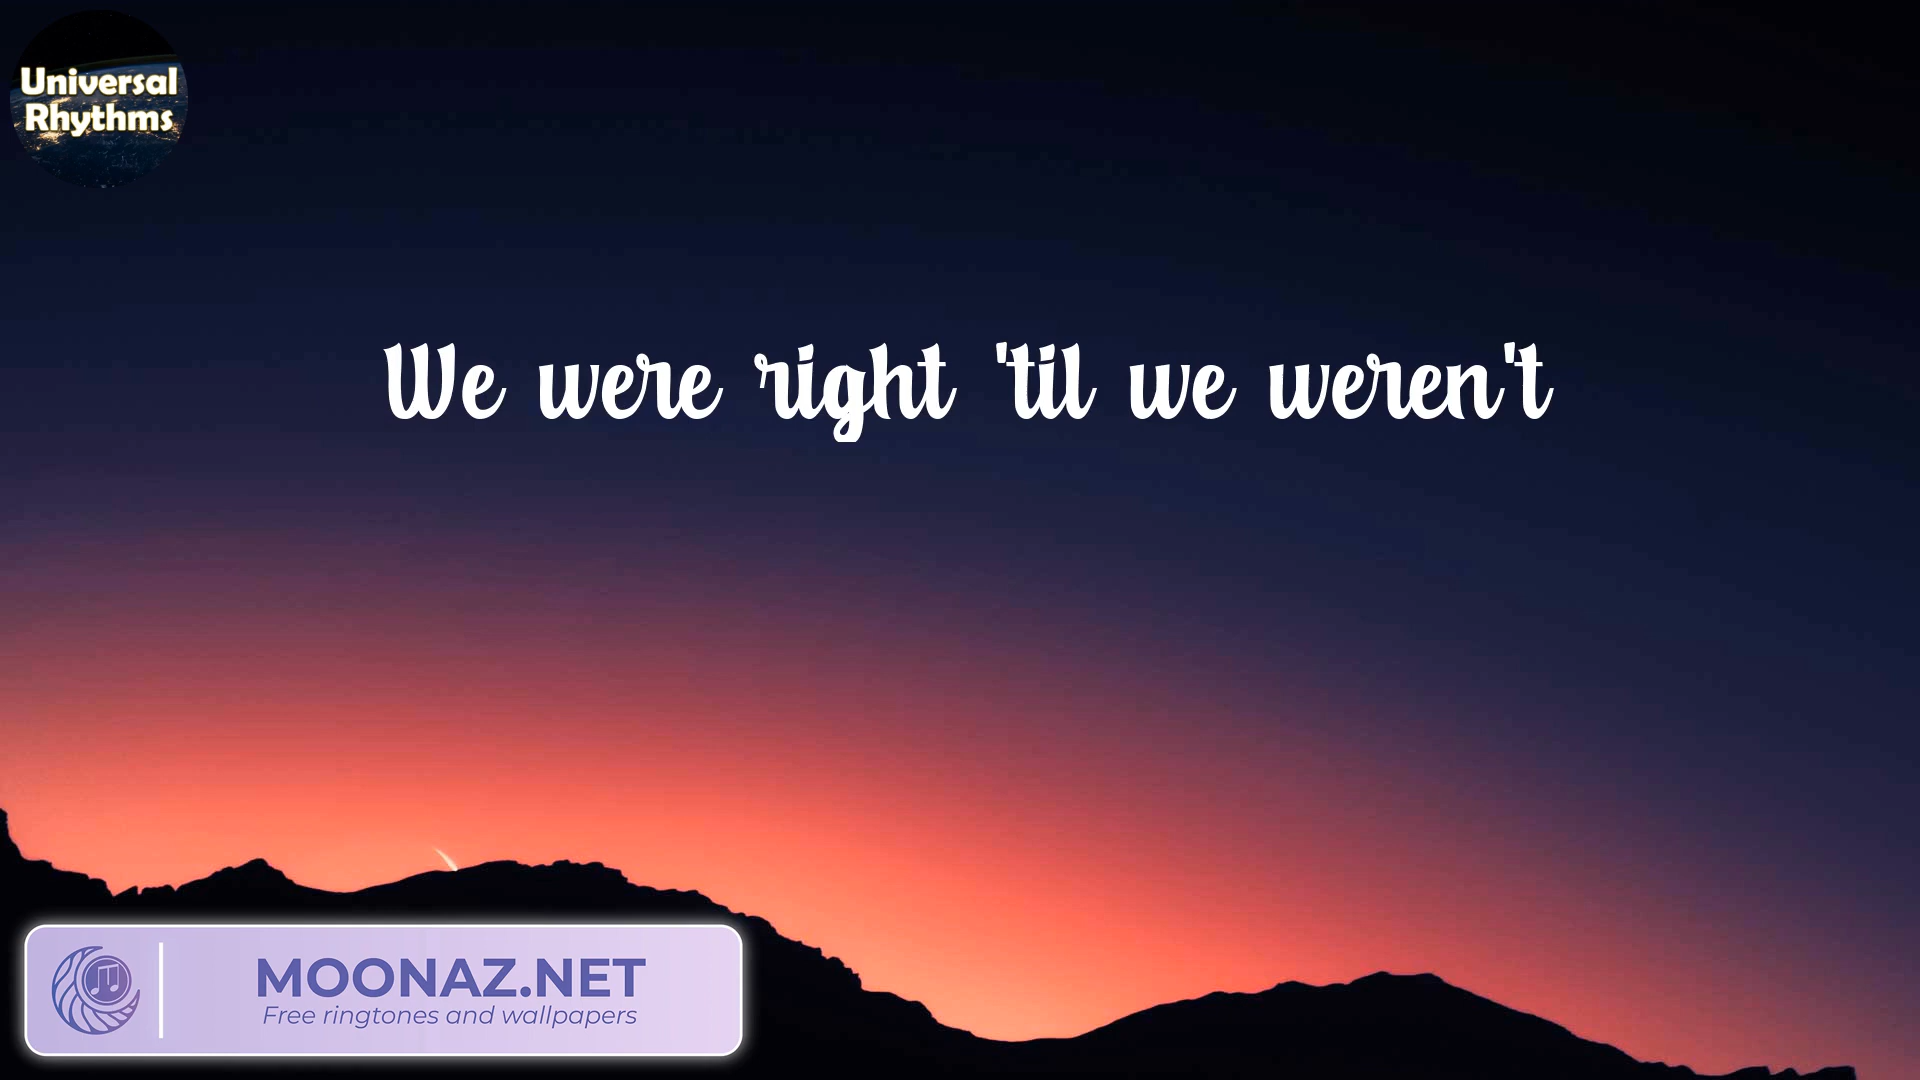 Universal
Rhythms
We were right 'til we weren't
MOONAZ.NET
Free ringtones and wallpapers